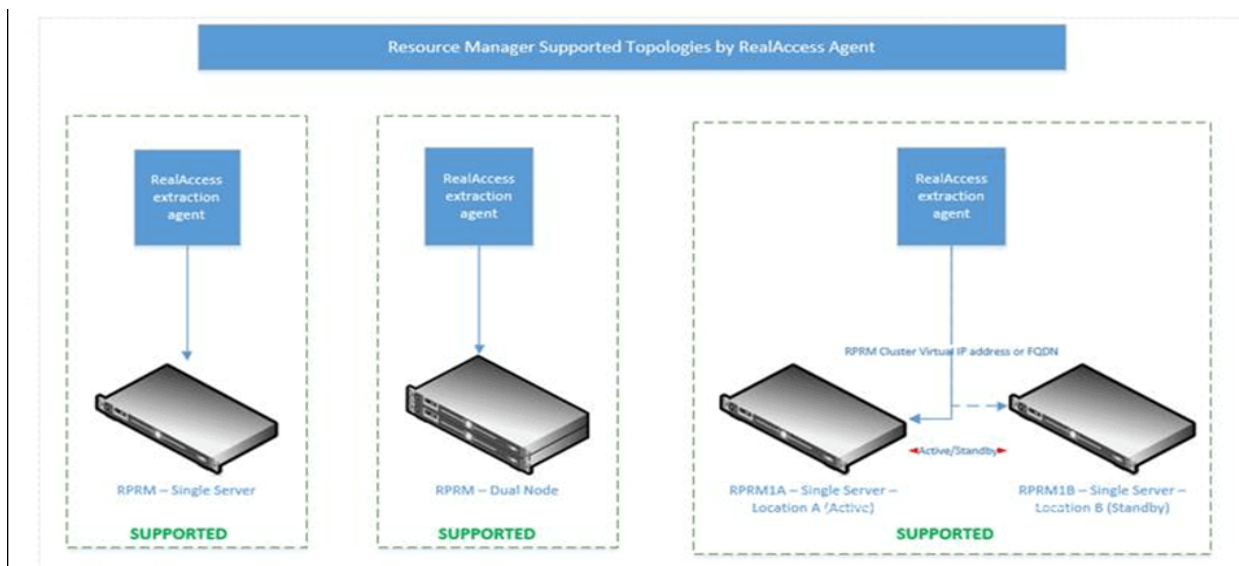 Resource Manager Supported Topologies by RealAccess Agent
RealAccess
extraction
agent
RPRM – Single Server
SUPPORTED
RealAccess
extraction
agent
RPRM – Dual Node
SUPPORTED
RealAccess
extraction
agent
RPRM Cluster Virtual IP address or FQDN
Active/Standby
RPRM1A – Single Server –
Location A (Active)
RPRM1B – Single Server –
Location B (Standby)
SUPPORTED